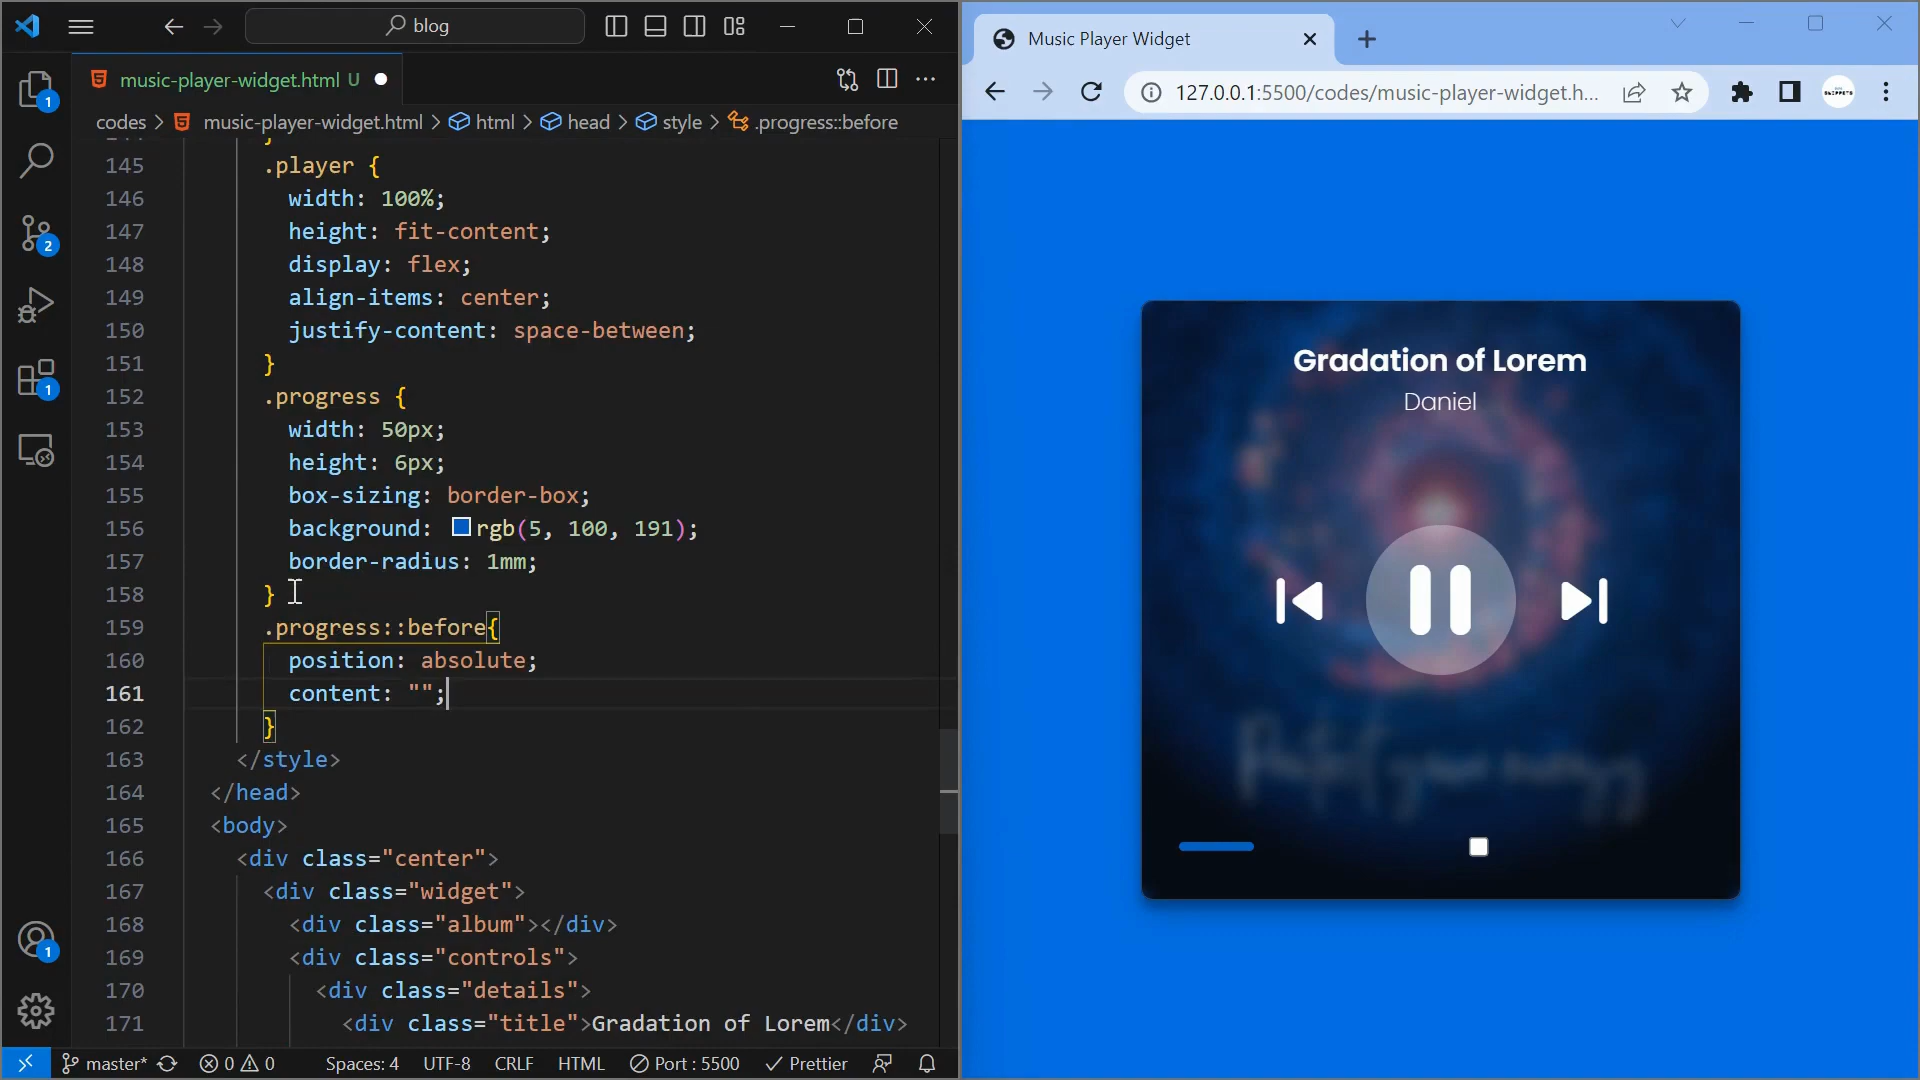 blog
music-player-widget.html U
codes > music-player-widget.html > html > head > style > .progress::before
145 .player {
146 width: 100%;
147 height: fit-content;
148 display: flex;
149 align-items: center;
150 justify-content: space-between;
151 }
152 .progress {
153 width: 50px;
154 height: 6px;
155 box-sizing: border-box;
156 background: rgb(5, 100, 191);
157 border-radius: 1mm;
158 }
159 .progress::before{
160 position: absolute;
161 content: "";
162 }
163 </style>
164 </head>
165 <body>
166 <div class="center">
167 <div class="widget">
168 <div class="album"></div>
169 <div class="controls">
170 <div class="details">
171 <div class="title">Gradation of Lorem</div>
1
2
1
1
master* 0 0 Spaces: 4 UTF-8 CRLF HTML Port : 5500 Prettier
Music Player Widget
127.0.0.1:5500/codes/music-player-widget.h...
Gradation of Lorem
Daniel